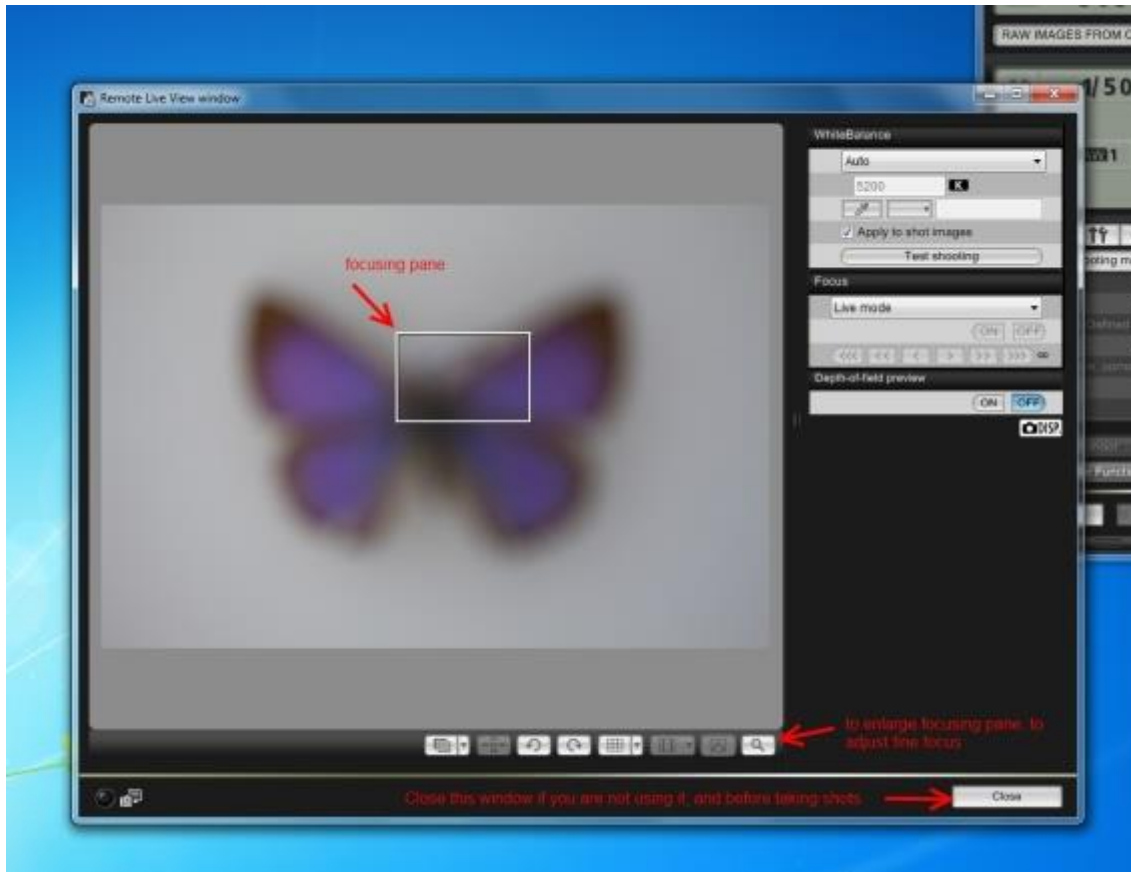 RAW IMAGES FROM C
Remote Live View window
1/50
WhiteBalance
Auto
5200 K
Apply to shot images
Test shooting
Focus
Live mode
ON OFF
<<< << < > >> >>> ∞
Depth-of-field preview
ON OFF
DISP.
focusing pane
to enlarge focusing pane, to
adjust fine focus
Close this window if you are not using it, and before taking shots
Close